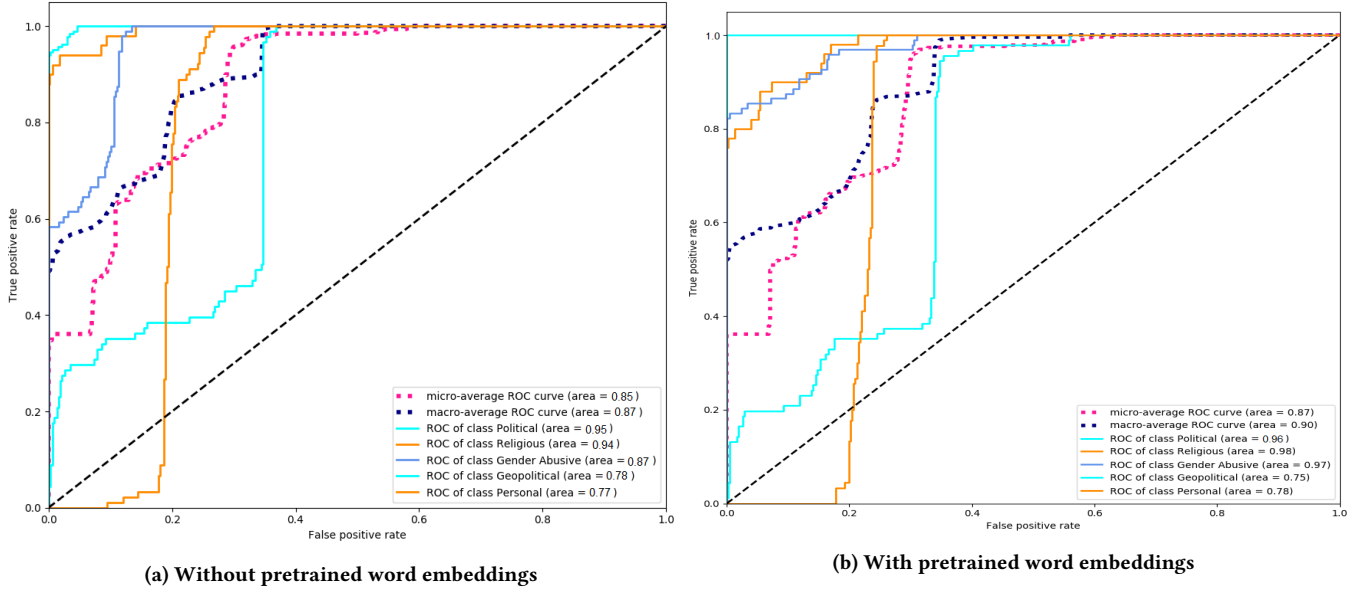 1.0
0.8
0.6
0.4
0.2
0.0
True positive rate
0.0 0.2 0.4 0.6 0.8 1.0
False positive rate
micro-average ROC curve (area = 0.85 )
macro-average ROC curve (area = 0.87 )
ROC of class Political (area = 0.95 )
ROC of class Religious (area = 0.94 )
ROC of class Gender Abusive (area = 0.87 )
ROC of class Geopolitical (area = 0.78 )
ROC of class Personal (area = 0.77 )
(a) Without pretrained word embeddings
1.0
0.8
0.6
0.4
0.2
0.0
True positive rate
0.0 0.2 0.4 0.6 0.8 1.0
False positive rate
micro-average ROC curve (area = 0.87)
macro-average ROC curve (area = 0.90)
ROC of class Political (area = 0.96)
ROC of class Religious (area = 0.98)
ROC of class Gender Abusive (area = 0.97)
ROC of class Geopolitical (area = 0.75)
ROC of class Personal (area = 0.78)
(b) With pretrained word embeddings